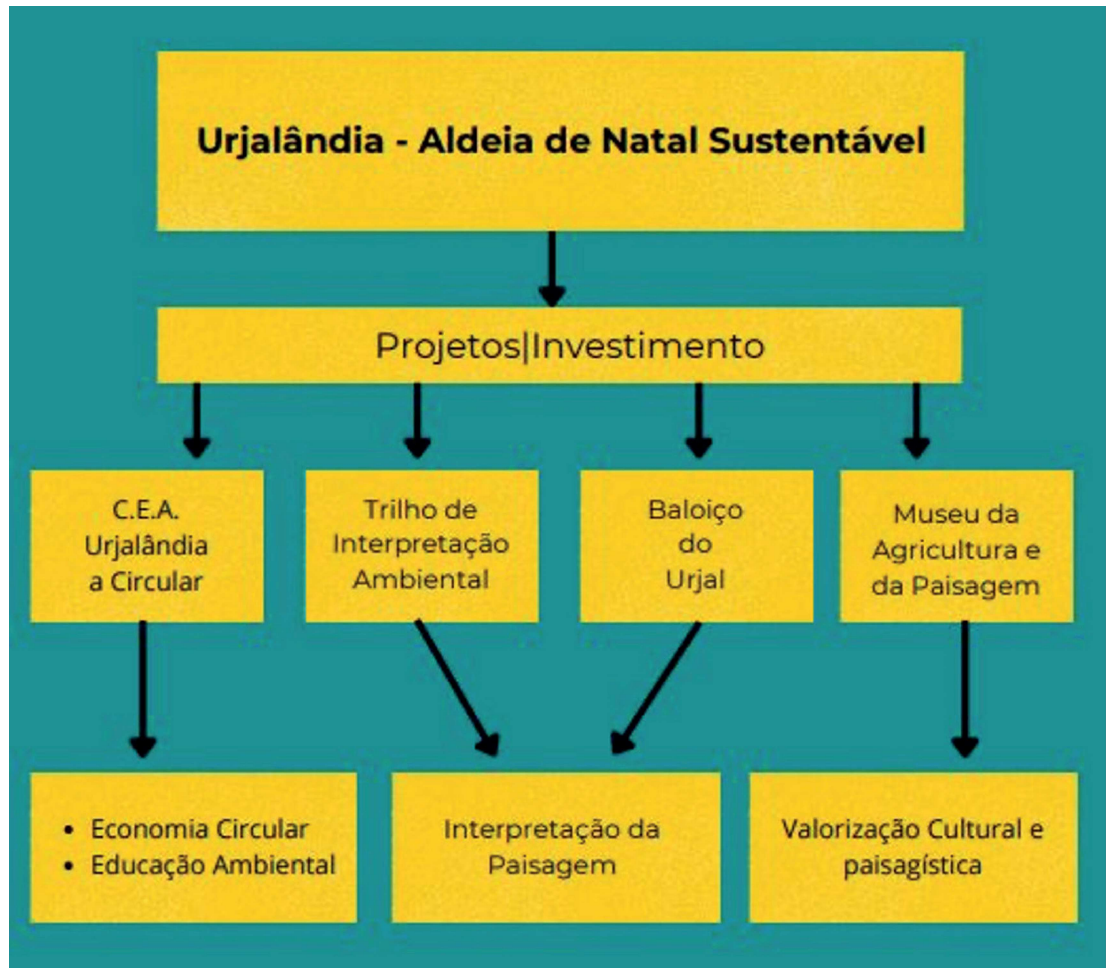 Urjalândia - Aldeia de Natal Sustentável
Projetos|Investimento
C.E.A.
Urjalândia
a Circular
Trilho de
Interpretação
Ambiental
Baloiço
do
Urjal
Museu da
Agricultura e
da Paisagem
• Economia Circular
• Educação Ambiental
Interpretação da
Paisagem
Valorização Cultural e
paisagística